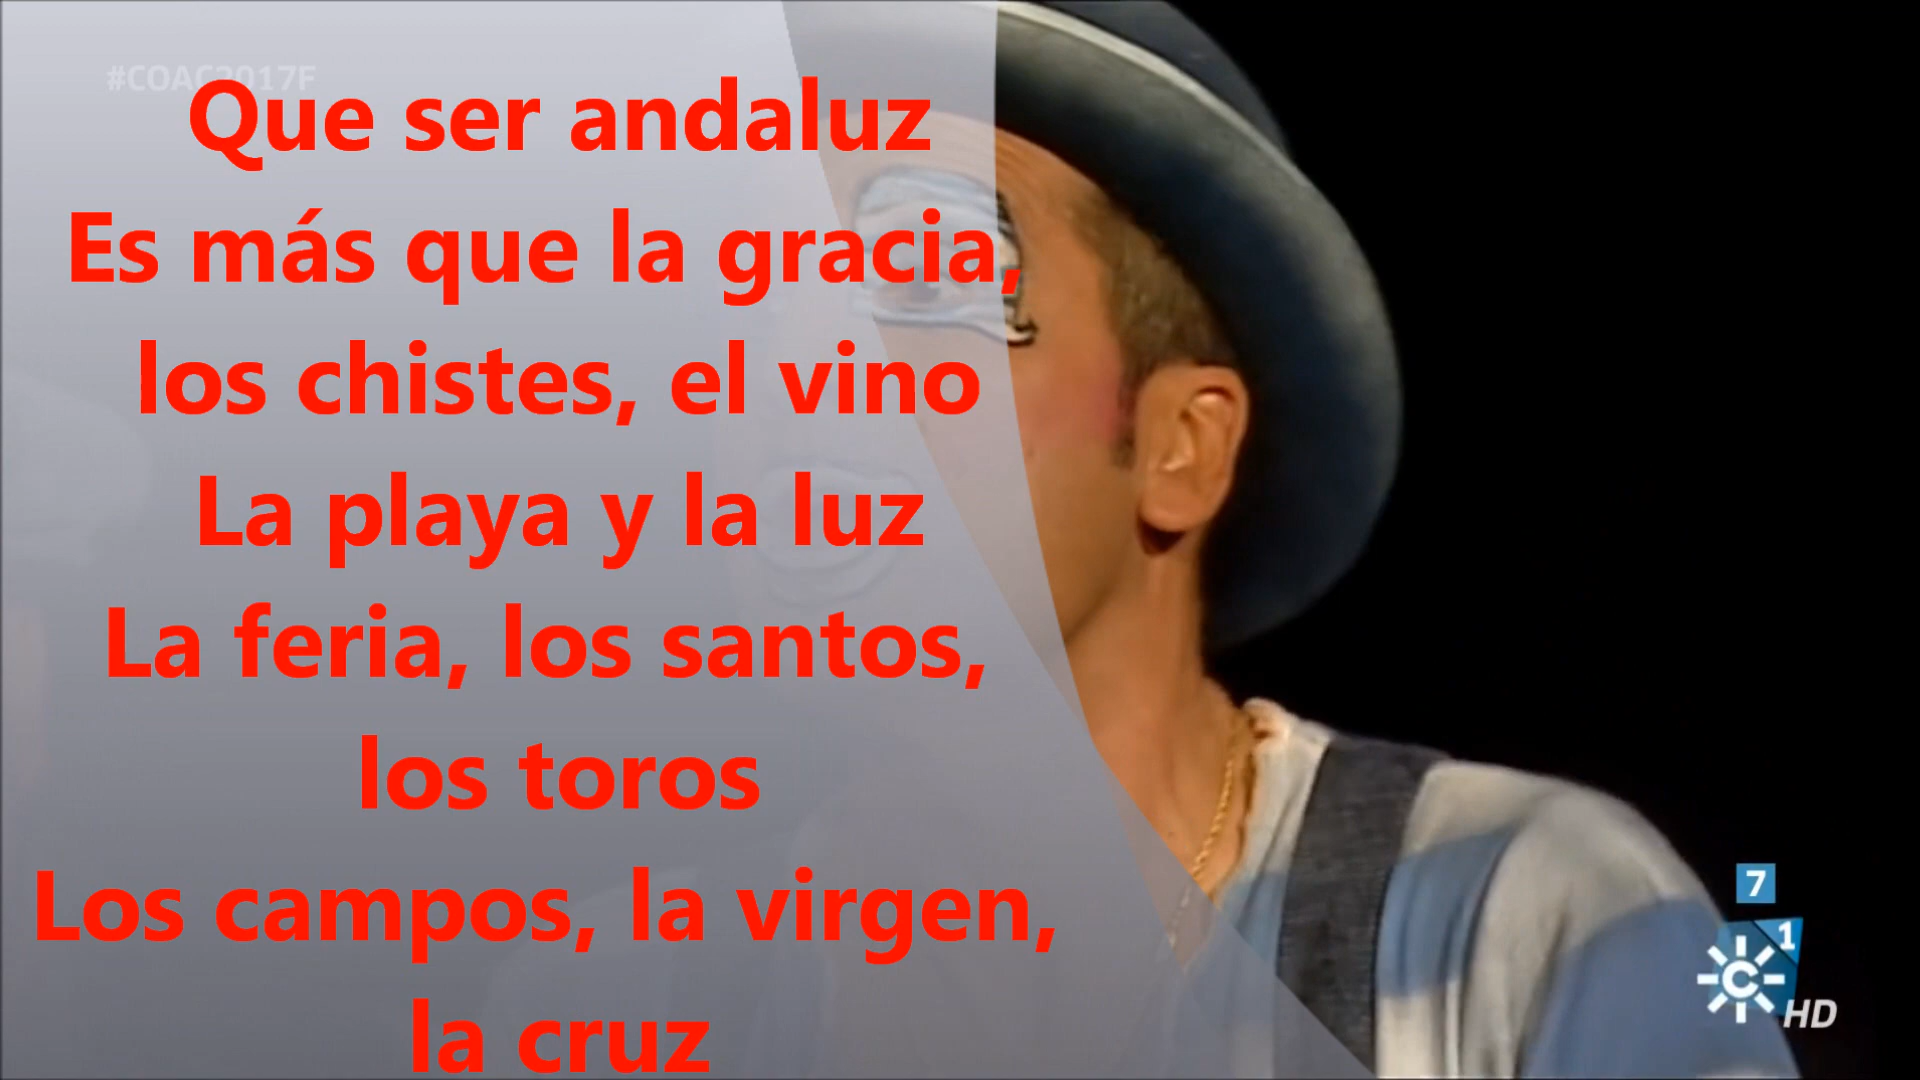 #COAC2017F
Que ser andaluz
Es más que la gracia,
los chistes, el vino
La playa y la luz
La feria, los santos,
los toros
Los campos, la virgen,
la cruz
7
1
C
HD